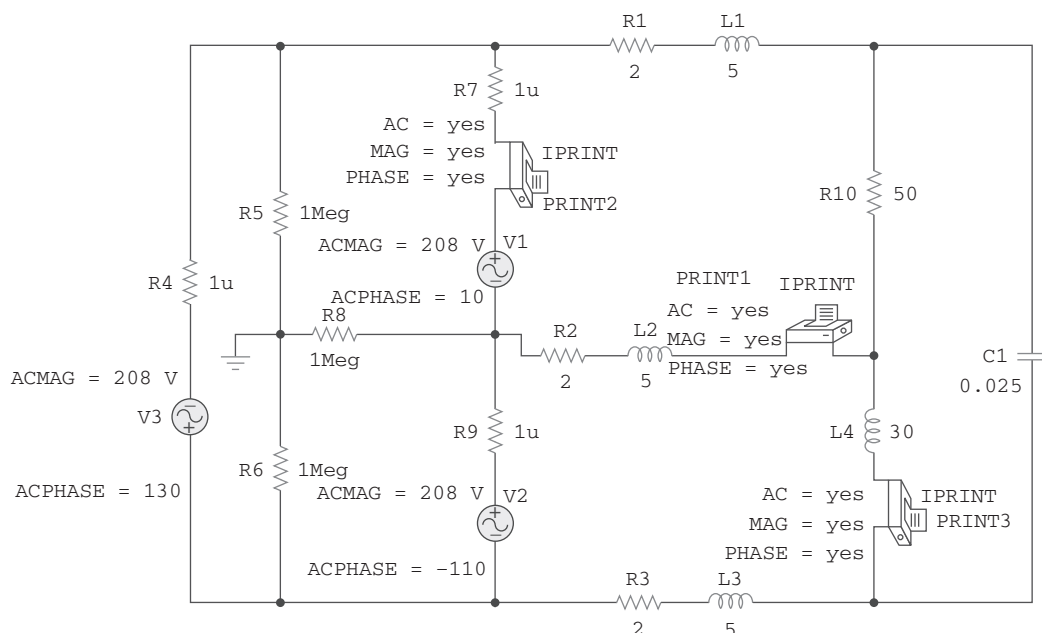 R1
L1
2
5
R7
1u
AC = yes
MAG = yes
PHASE = yes
IPRINT
PRINT2
R5
1Meg
R10
50
ACMAG = 208 V
V1
R4
1u
ACPHASE = 10
PRINT1
IPRINT
AC = yes
MAG = yes
PHASE = yes
R8
1Meg
R2
L2
2
5
C1
0.025
ACMAG = 208 V
V3
R9
1u
L4
30
R6
1Meg
ACPHASE = 130
ACMAG = 208 V
V2
AC = yes
MAG = yes
PHASE = yes
IPRINT
PRINT3
ACPHASE = −110
R3
L3
2
5